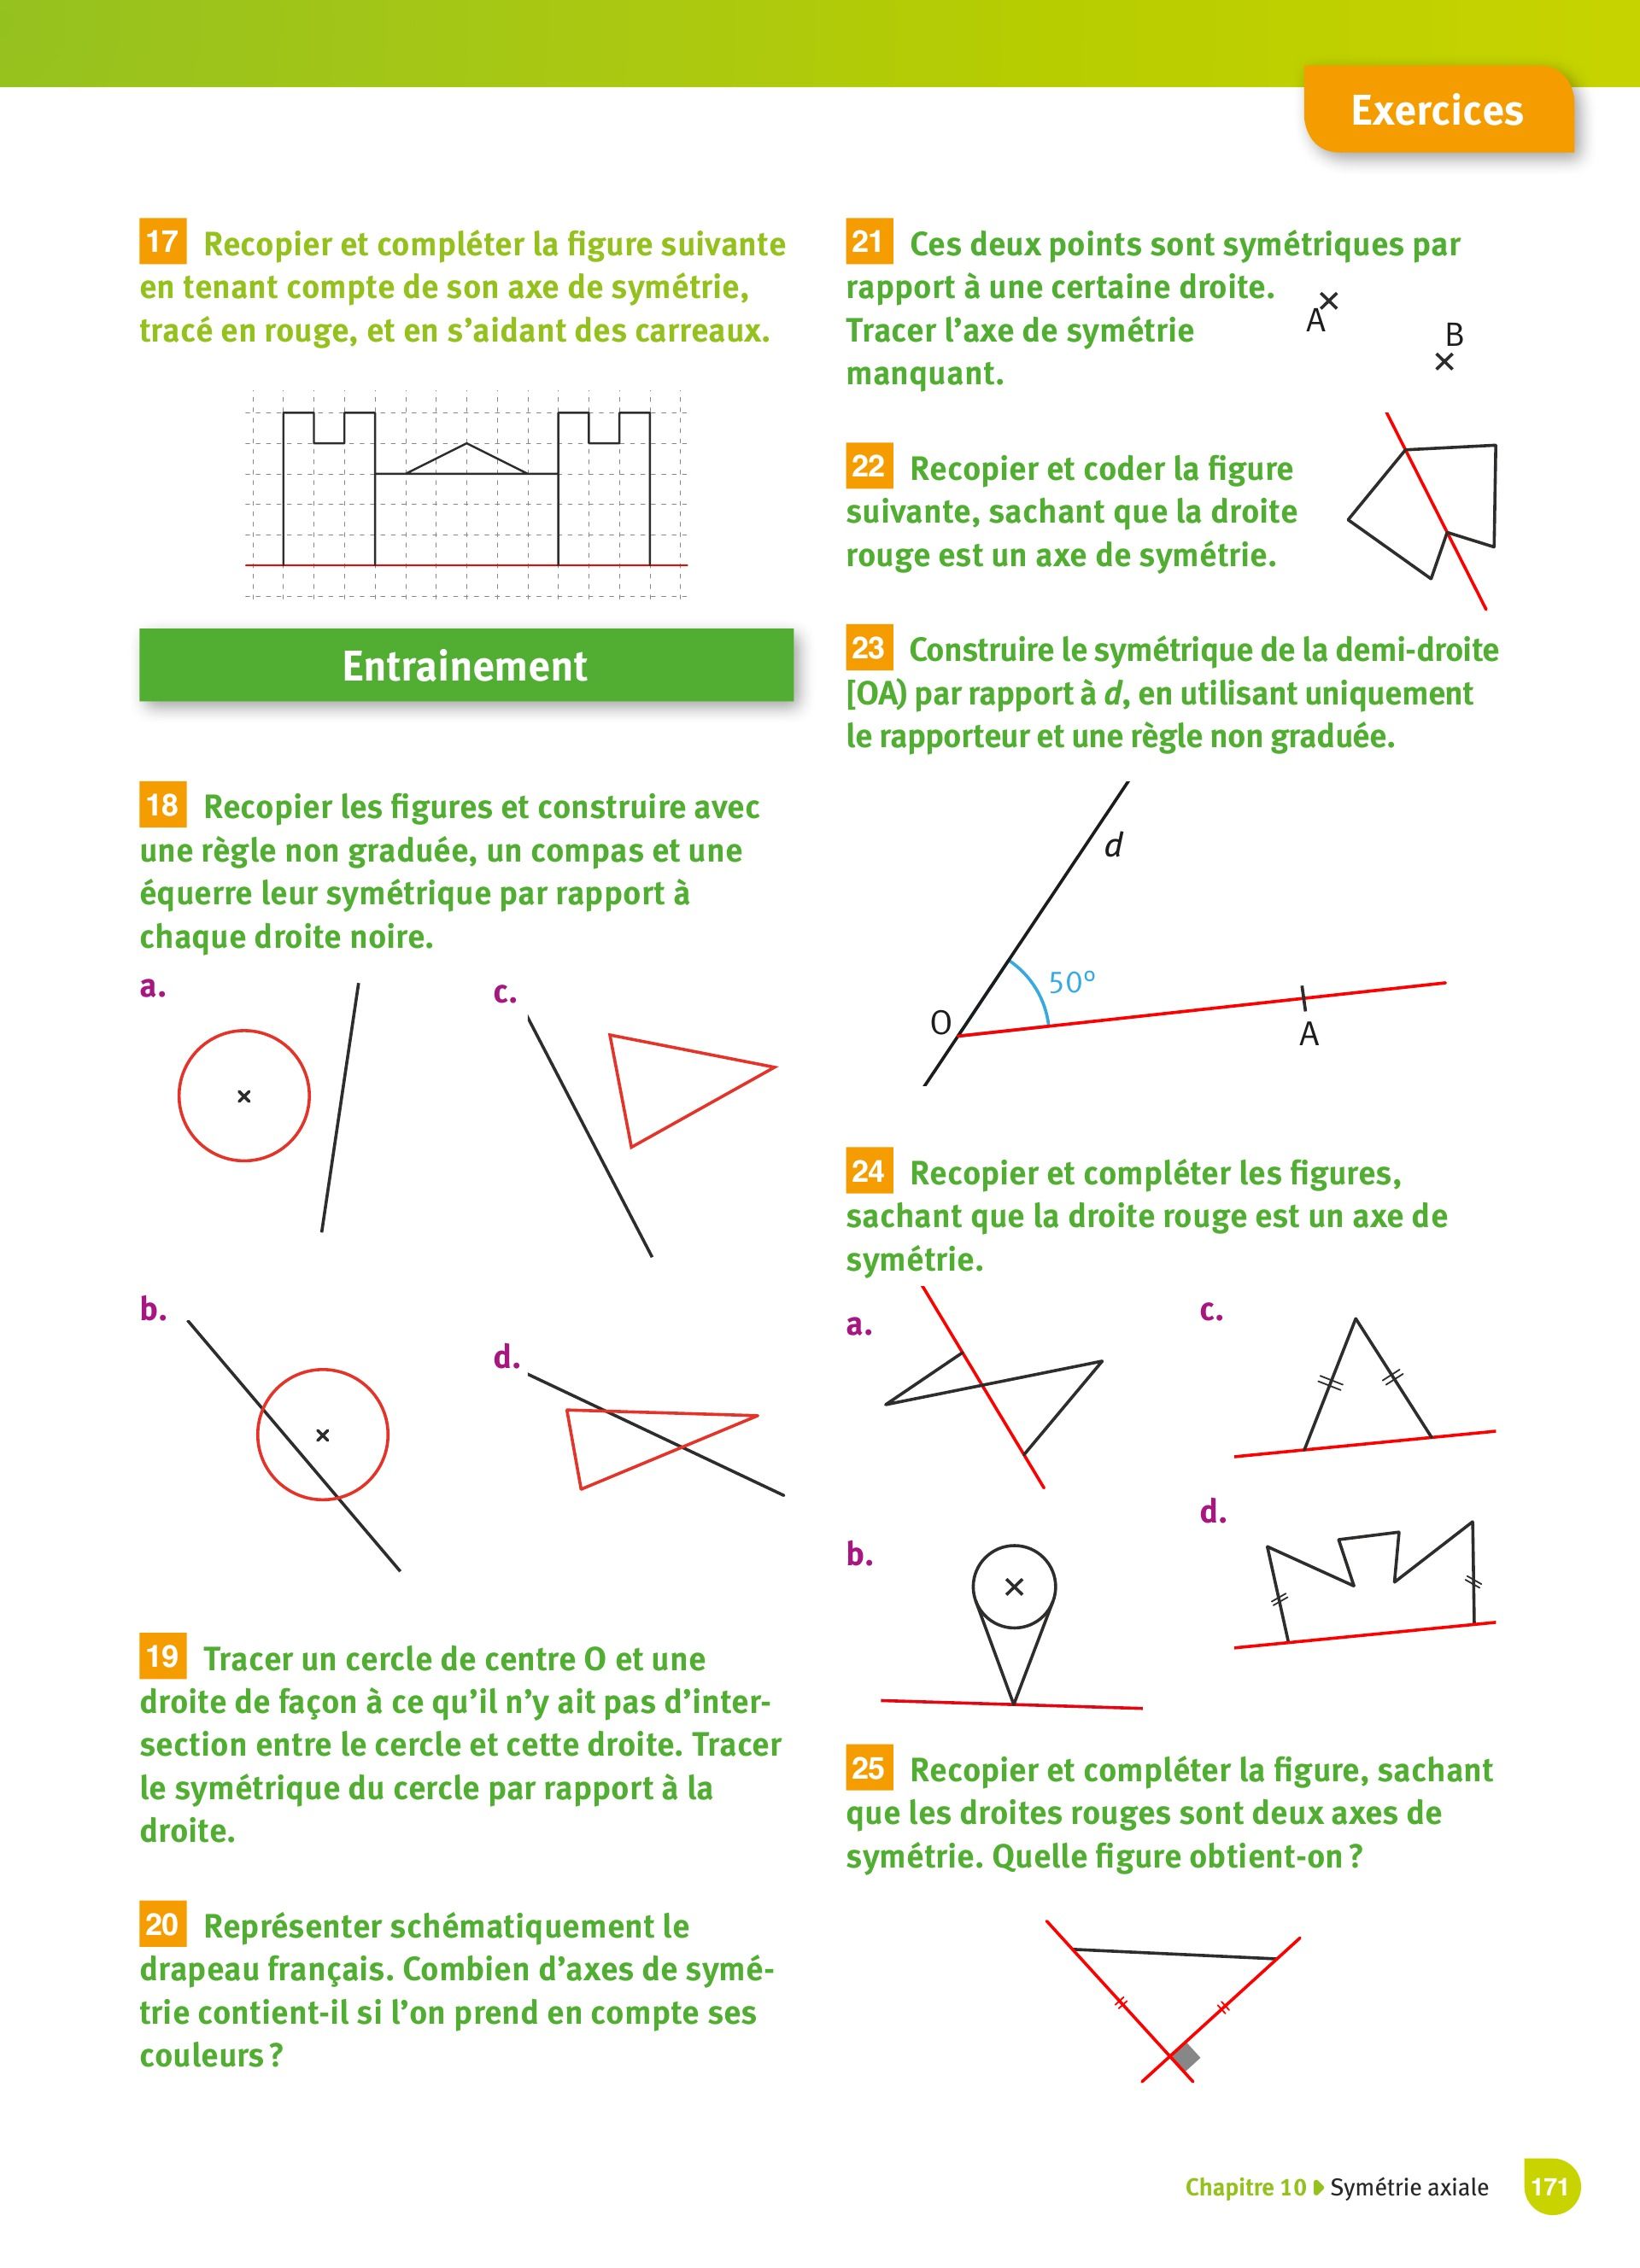 Exercices
17 Recopier et compléter la figure suivante
en tenant compte de son axe de symétrie,
tracé en rouge, et en s’aidant des carreaux.
Entrainement
18 Recopier les figures et construire avec
une règle non graduée, un compas et une
équerre leur symétrique par rapport à
chaque droite noire.
a.
c.
b.
d.
19 Tracer un cercle de centre O et une
droite de façon à ce qu’il n’y ait pas d’inter-
section entre le cercle et cette droite. Tracer
le symétrique du cercle par rapport à la
droite.
20 Représenter schématiquement le
drapeau français. Combien d’axes de symé-
trie contient-il si l’on prend en compte ses
couleurs ?
21 Ces deux points sont symétriques par
rapport à une certaine droite.
Tracer l’axe de symétrie
manquant.
A
B
22 Recopier et coder la figure
suivante, sachant que la droite
rouge est un axe de symétrie.
23 Construire le symétrique de la demi-droite
[OA) par rapport à d, en utilisant uniquement
le rapporteur et une règle non graduée.
d
50°
O
A
24 Recopier et compléter les figures,
sachant que la droite rouge est un axe de
symétrie.
a.
c.
b.
d.
25 Recopier et compléter la figure, sachant
que les droites rouges sont deux axes de
symétrie. Quelle figure obtient-on ?
Chapitre 10 Symétrie axiale 171